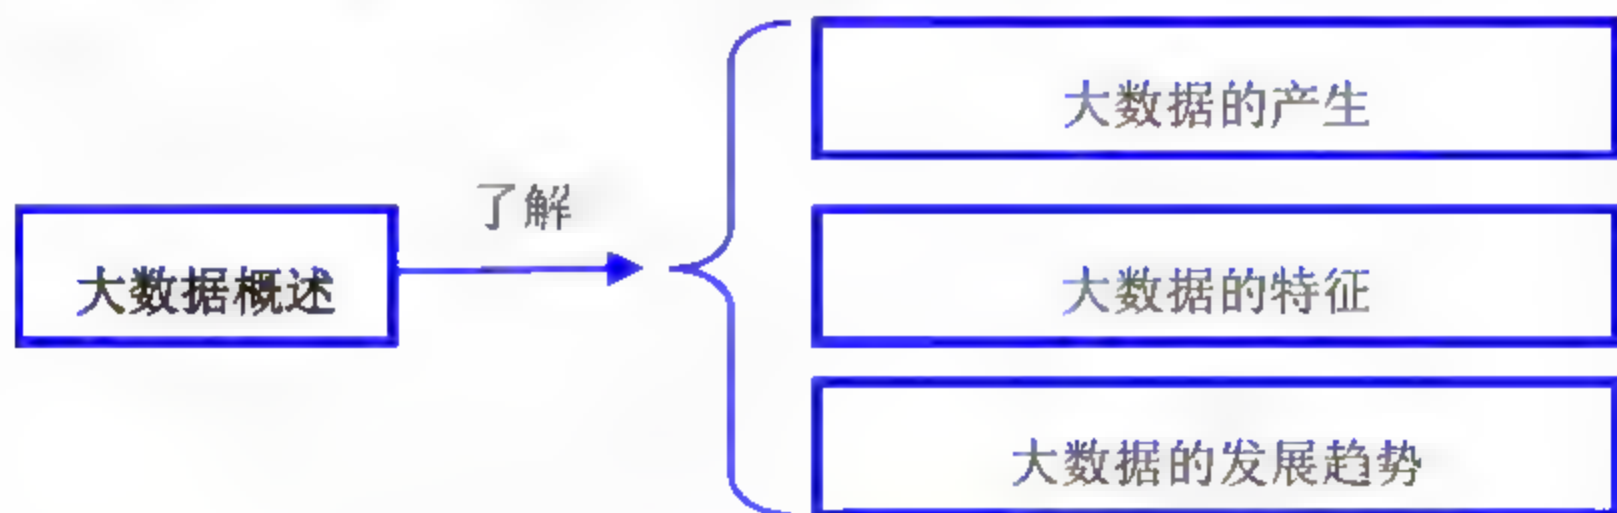 大数据的产生
了解
大数据概述
大数据的特征
大数据的发展趋势